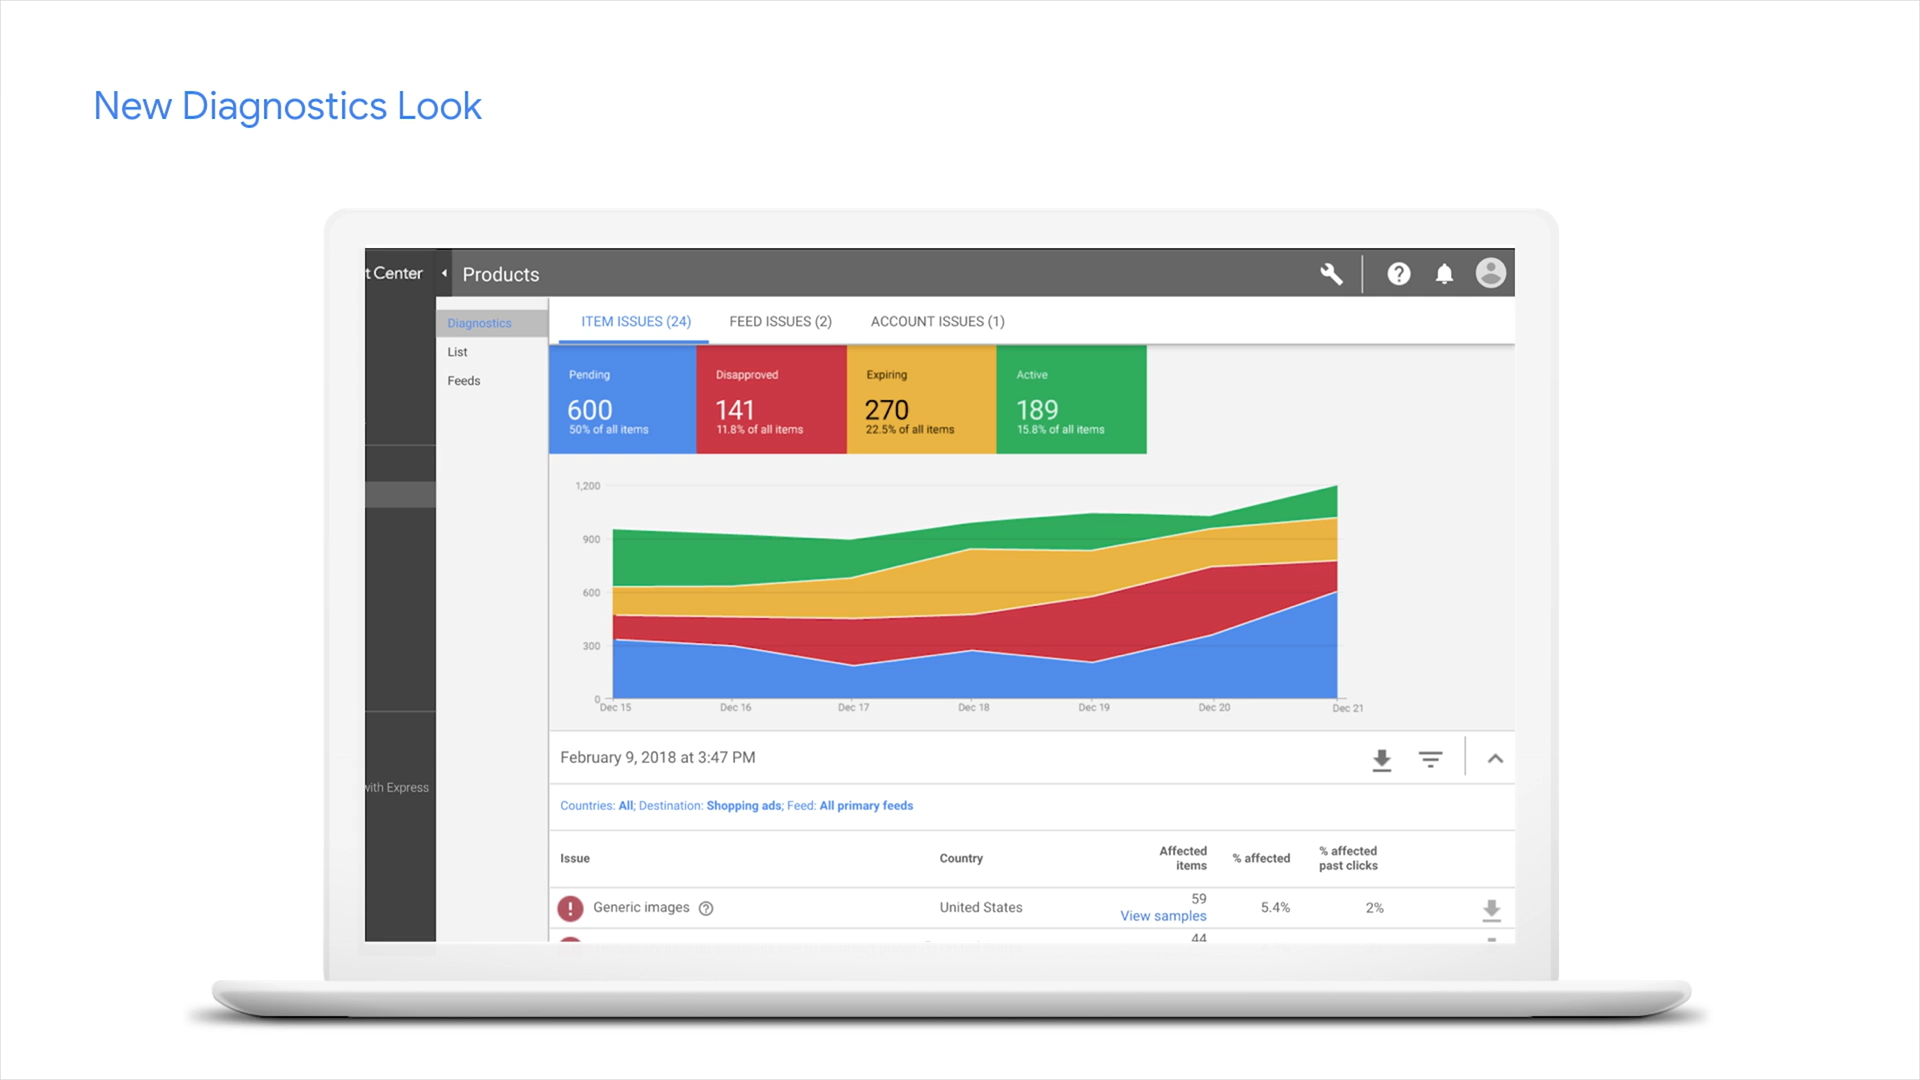 New Diagnostics Look
t Center
Products
Diagnostics
List
Feeds
with Express
ITEM ISSUES (24)
FEED ISSUES (2)
ACCOUNT ISSUES (1)
Pending
600
50% of all items
Disapproved
141
11.8% of all items
Expiring
270
22.5% of all items
Active
189
15.8% of all items
1,200
900
600
300
0
Dec 15
Dec 16
Dec 17
Dec 18
Dec 19
Dec 20
Dec 21
February 9, 2018 at 3:47 PM
Countries: All; Destination: Shopping ads; Feed: All primary feeds
Issue
Country
Affected
items
% affected
% affected
past clicks
Generic images
United States
59
View samples
5.4%
2%
44